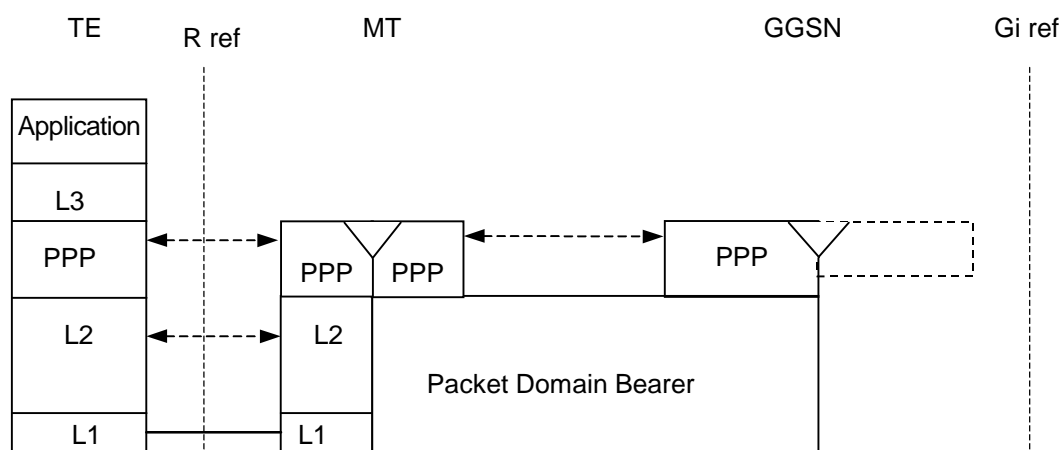 TE
R ref
MT
GGSN
Gi ref
Application
L3
PPP
PPP
PPP
PPP
L2
L2
Packet Domain Bearer
L1
L1